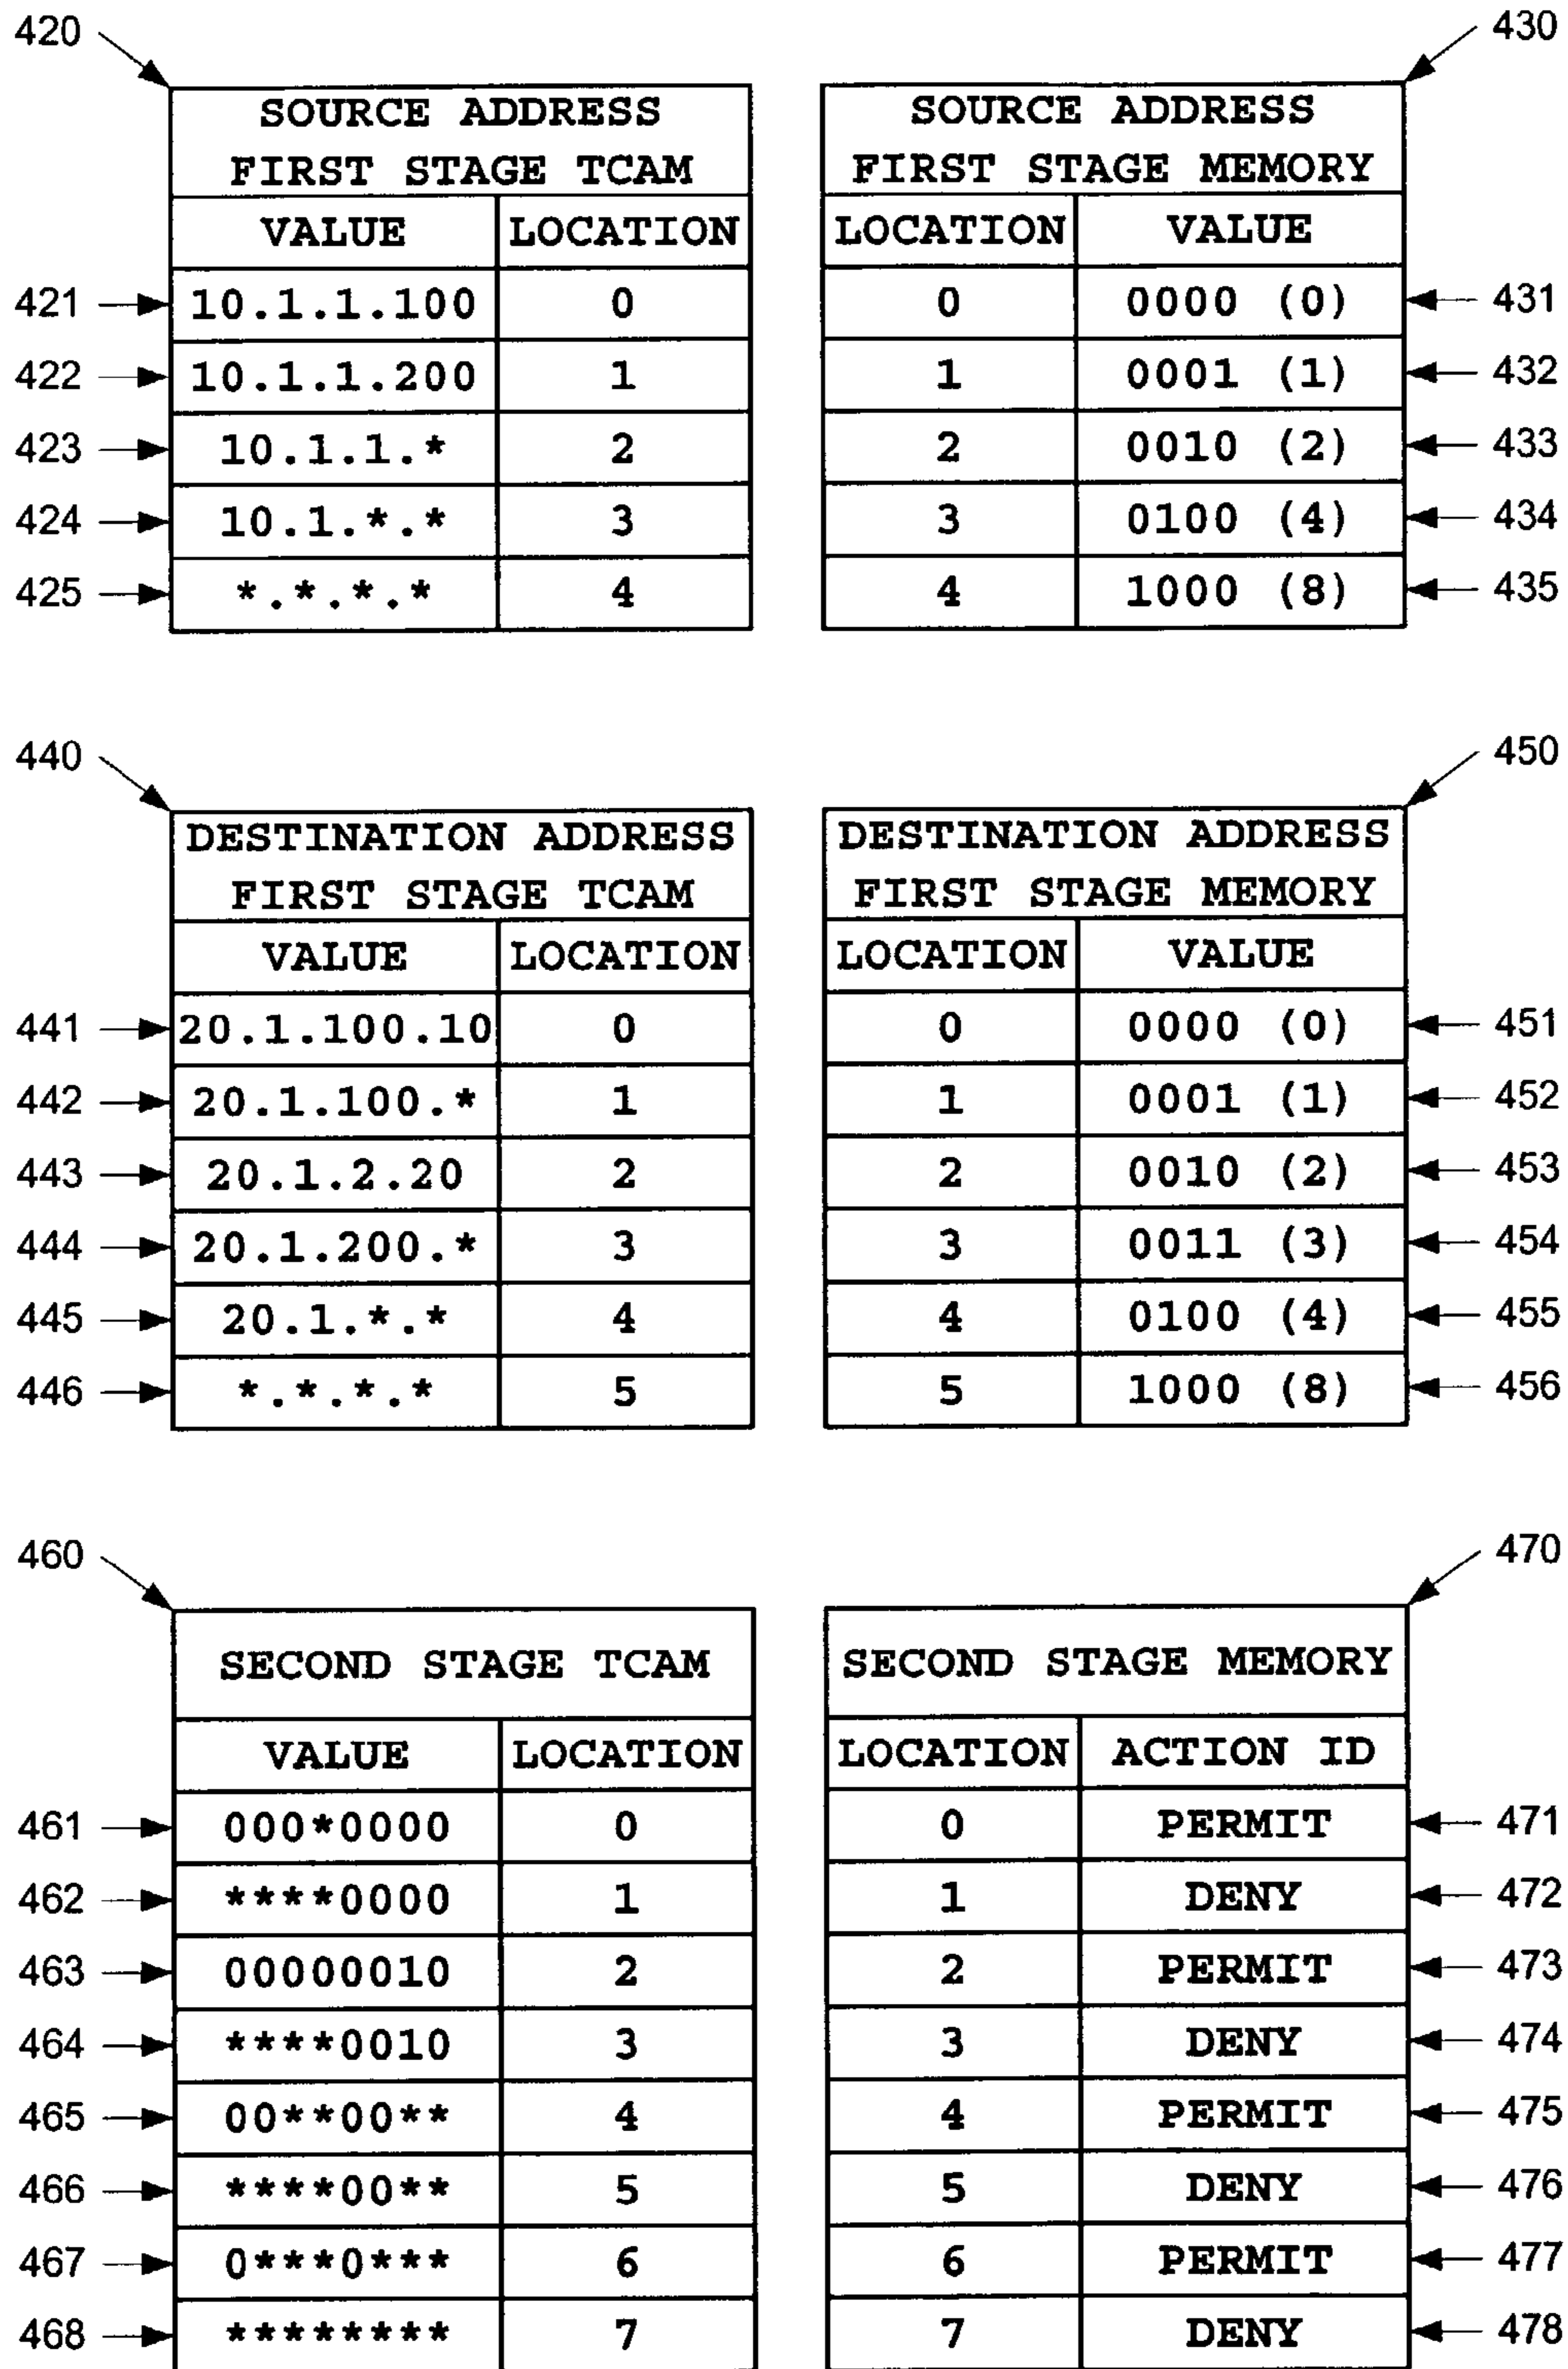 420
430
SOURCE ADDRESS
FIRST STAGE TCAM
SOURCE ADDRESS
FIRST STAGE MEMORY
VALUE LOCATION LOCATION VALUE
421 10.1.1.100 0 0 0000 (0) 431
422 10.1.1.200 1 1 0001 (1) 432
423 10.1.1.* 2 2 0010 (2) 433
424 10.1.*.* 3 3 0100 (4) 434
425 *.*.*.* 4 4 1000 (8) 435
440
450
DESTINATION ADDRESS
FIRST STAGE TCAM
DESTINATION ADDRESS
FIRST STAGE MEMORY
VALUE LOCATION LOCATION VALUE
441 20.1.100.10 0 0 0000 (0) 451
442 20.1.100.* 1 1 0001 (1) 452
443 20.1.2.20 2 2 0010 (2) 453
444 20.1.200.* 3 3 0011 (3) 454
445 20.1.*.* 4 4 0100 (4) 455
446 *.*.*.* 5 5 1000 (8) 456
460
470
SECOND STAGE TCAM
SECOND STAGE MEMORY
VALUE LOCATION LOCATION ACTION ID
461 000*0000 0 0 PERMIT 471
462 ****0000 1 1 DENY 472
463 00000010 2 2 PERMIT 473
464 ****0010 3 3 DENY 474
465 00**00** 4 4 PERMIT 475
466 ****00** 5 5 DENY 476
467 0***0*** 6 6 PERMIT 477
468 ******** 7 7 DENY 478